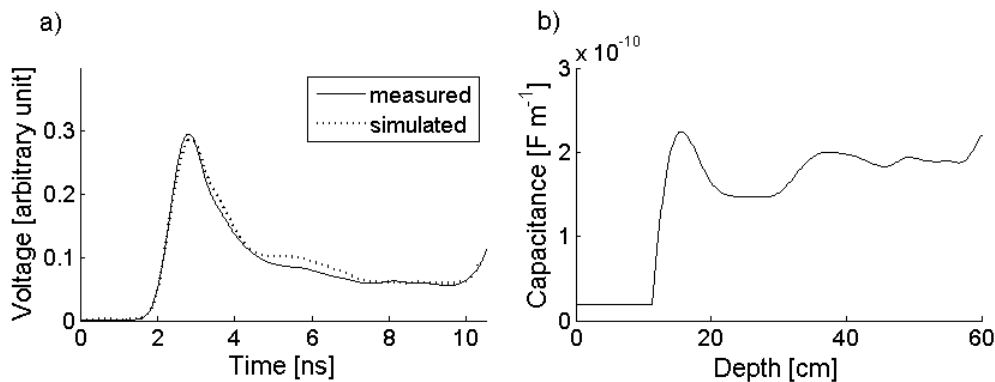 a)
Voltage [arbitrary unit]
0.3
0.2
0.1
0
0 2 4 6 8 10
Time [ns]
measured
simulated
b)
x 10^-10
Capacitance [F m^-1]
3
2
1
0
0 20 40 60
Depth [cm]